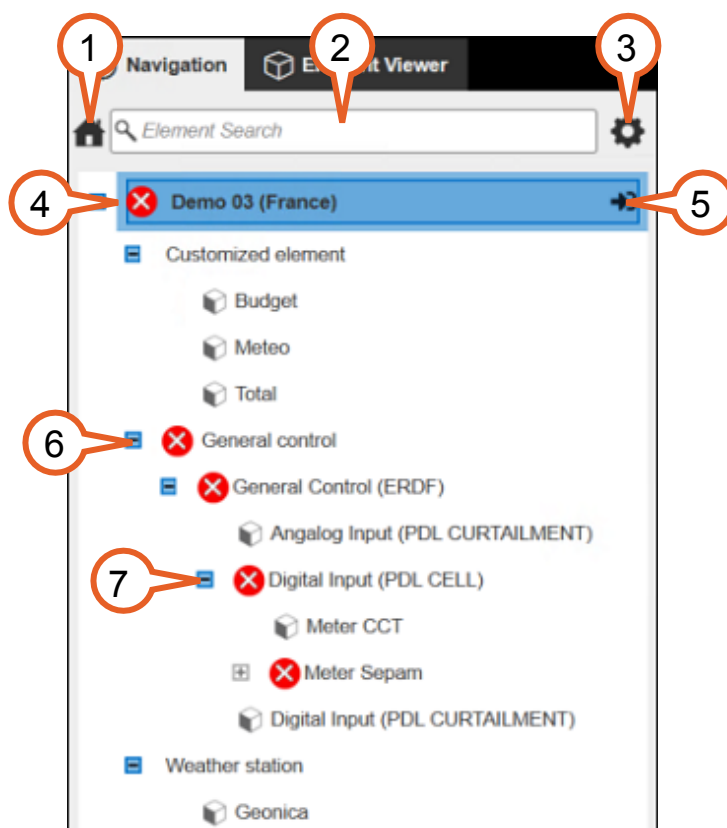 1 2 3
Navigation
Element Search
4 Demo 03 (France) 5
Customized element
Budget
Meteo
Total
6 General control
General Control (ERDF)
Angalog Input (PDL CURTAILMENT)
7 Digital Input (PDL CELL)
Meter CCT
Meter Sepam
Digital Input (PDL CURTAILMENT)
Weather station
Geonica